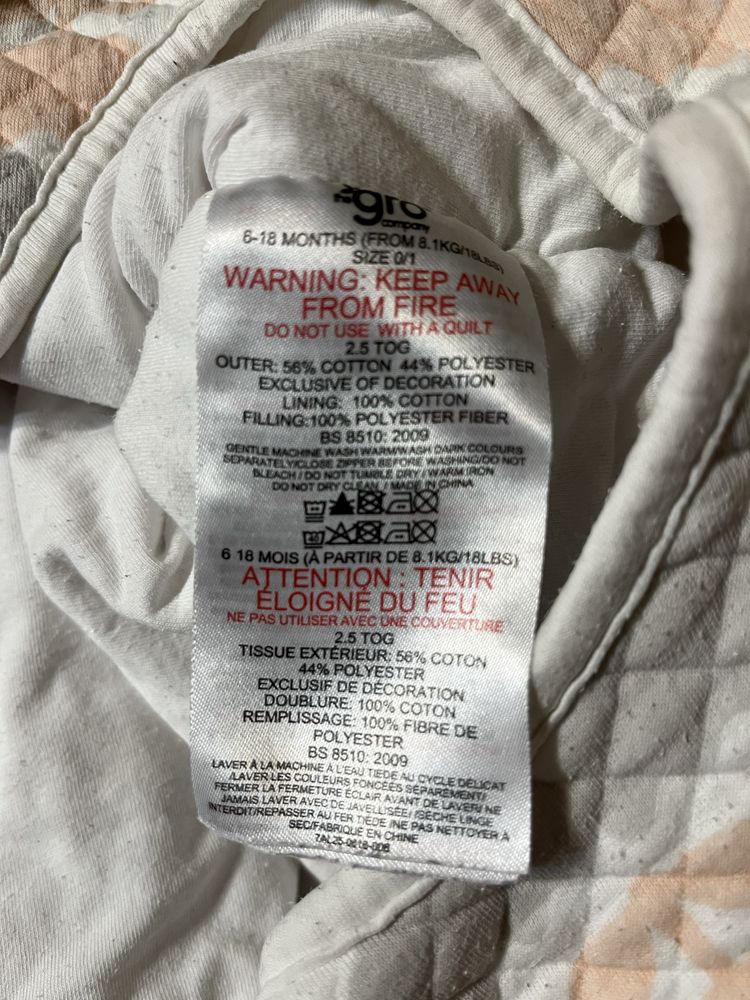 the
gro
company
6-18 MONTHS (FROM 8.1KG/18LBS)
SIZE 0/1
WARNING: KEEP AWAY
FROM FIRE
DO NOT USE WITH A QUILT
2.5 TOG
OUTER: 56% COTTON 44% POLYESTER
EXCLUSIVE OF DECORATION
LINING: 100% COTTON
FILLING:100% POLYESTER FIBER
BS 8510: 2009
GENTLE MACHINE WASH WARM/WASH DARK COLOURS
SEPARATELY/CLOSE ZIPPER BEFORE WASHING/DO NOT
BLEACH / DO NOT TUMBLE DRY / WARM IRON
DO NOT DRY CLEAN / MADE IN CHINA
6 18 MOIS (À PARTIR DE 8.1KG/18LBS)
ATTENTION : TENIR
ÉLOIGNÉ DU FEU
NE PAS UTILISER AVEC UNE COUVERTURE
2.5 TOG
TISSUE EXTÉRIEUR: 56% COTON
44% POLYESTER
EXCLUSIF DE DÉCORATION
DOUBLURE: 100% COTON
REMPLISSAGE: 100% FIBRE DE
POLYESTER
BS 8510: 2009
LAVER À LA MACHINE À L'EAU TIEDE AU CYCLE DÉLICAT
/LAVER LES COULEURS FONCÉES SÉPARÉMENT/
FERMER LA FERMETURE ÉCLAIR AVANT DE LAVER/ NE
JAMAIS LAVER AVEC DE JAVELLISÉE/ /SÈCHE LINGE
INTERDIT/REPASSER AU FER TIÈDE /NE PAS NETTOYER À
SEC/FABRIQUÉ EN CHINE